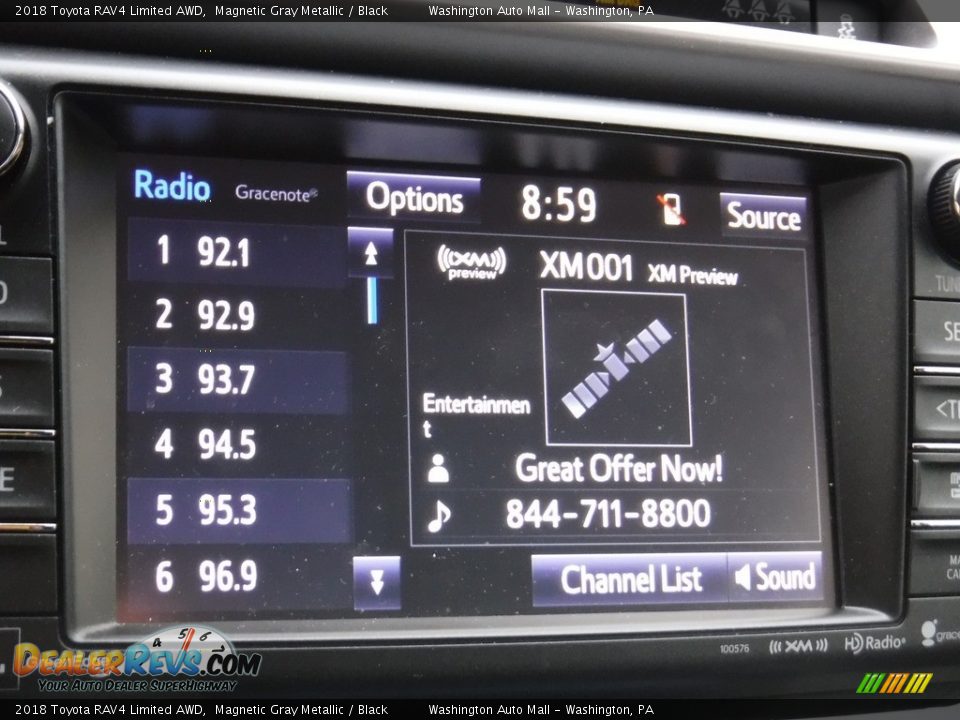 2018 Toyota RAV4 Limited AWD, Magnetic Gray Metallic / Black Washington Auto Mall - Washington, PA
Radio Gracenote®
Options
8:59
Source
1 92.1
2 92.9
3 93.7
4 94.5
5 95.3
6 96.9
((XM)) preview
XM001 XM Preview
Entertainmen
t
Great Offer Now!
844-711-8800
Channel List
Sound
100576 ((XM)) HD Radio®
DealerRevs.com
Your Auto Dealer SuperHighway
2018 Toyota RAV4 Limited AWD, Magnetic Gray Metallic / Black Washington Auto Mall - Washington, PA